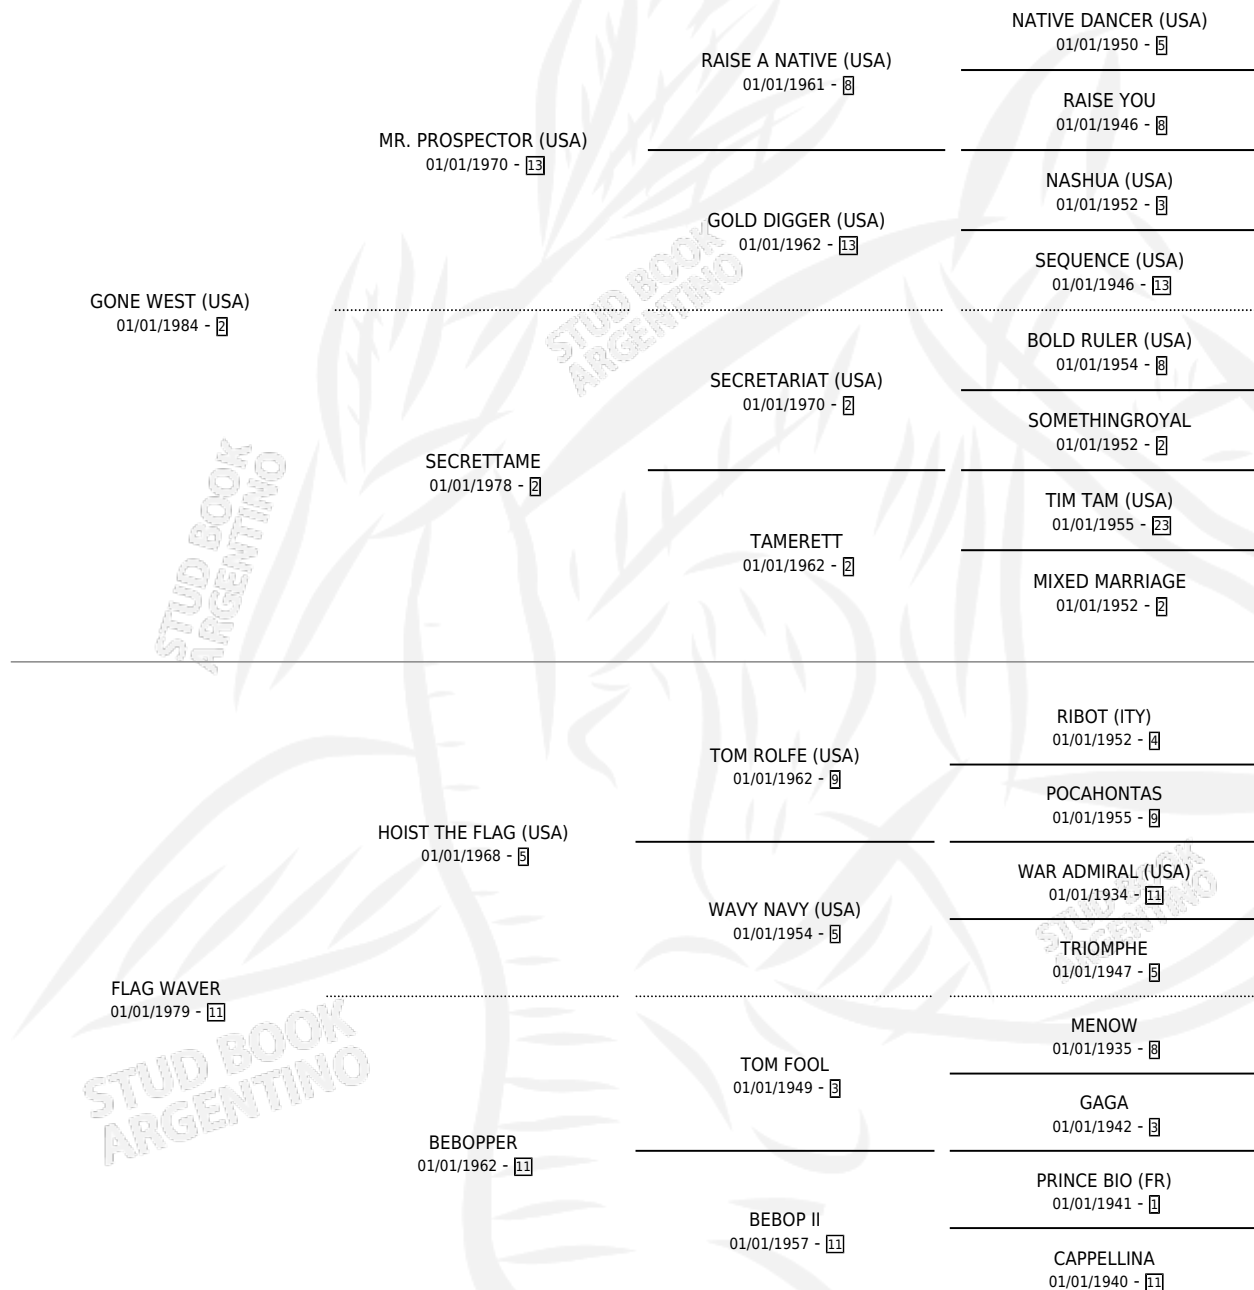 NATIVE DANCER (USA)
01/01/1950 - 5
RAISE A NATIVE (USA)
01/01/1961 - 8
RAISE YOU
01/01/1946 - 8
MR. PROSPECTOR (USA)
01/01/1970 - 13
NASHUA (USA)
01/01/1952 - 3
GOLD DIGGER (USA)
01/01/1962 - 13
SEQUENCE (USA)
01/01/1946 - 13
GONE WEST (USA)
01/01/1984 - 2
STUD BOOK
ARGENTINO
BOLD RULER (USA)
01/01/1954 - 8
SECRETARIAT (USA)
01/01/1970 - 2
SOMETHINGROYAL
01/01/1952 - 2
SECRETTAME
01/01/1978 - 2
TIM TAM (USA)
01/01/1955 - 23
TAMERETT
01/01/1962 - 2
MIXED MARRIAGE
01/01/1952 - 2
STUD BOOK
ARGENTINO
RIBOT (ITY)
01/01/1952 - 4
TOM ROLFE (USA)
01/01/1962 - 9
POCAHONTAS
01/01/1955 - 9
HOIST THE FLAG (USA)
01/01/1968 - 5
WAR ADMIRAL (USA)
01/01/1934 - 11
WAVY NAVY (USA)
01/01/1954 - 5
STUD BOOK
ARGENTINO
TRIOMPHE
01/01/1947 - 5
FLAG WAVER
01/01/1979 - 11
STUD BOOK
ARGENTINO
MENOW
01/01/1935 - 8
TOM FOOL
01/01/1949 - 3
GAGA
01/01/1942 - 3
BEBOPPER
01/01/1962 - 11
PRINCE BIO (FR)
01/01/1941 - 1
BEBOP II
01/01/1957 - 11
CAPPELLINA
01/01/1940 - 11